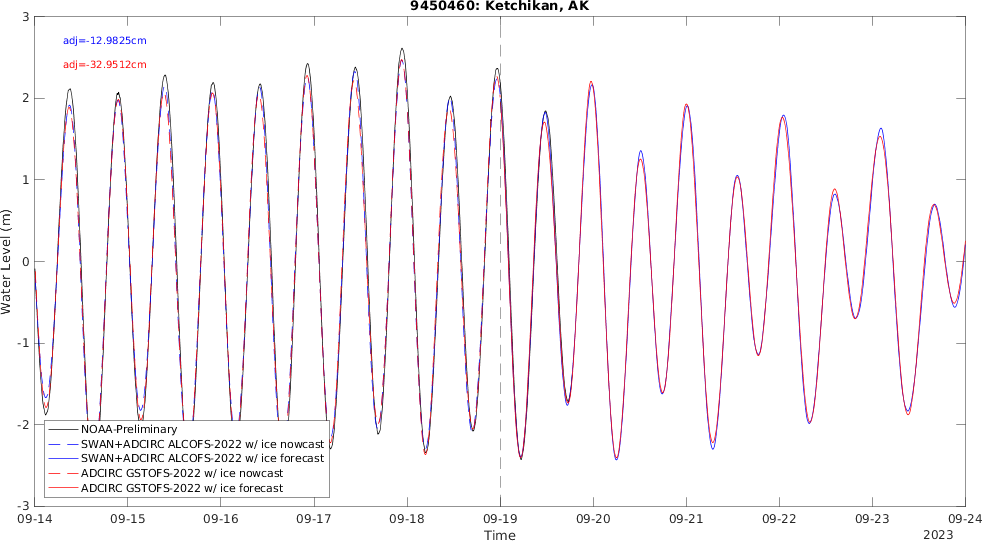 9450460: Ketchikan, AK
adj=-12.9825cm
adj=-32.9512cm
Water Level (m)
3
2
1
0
-1
-2
-3
NOAA-Preliminary
SWAN+ADCIRC ALCOFS-2022 w/ ice nowcast
SWAN+ADCIRC ALCOFS-2022 w/ ice forecast
ADCIRC GSTOFS-2022 w/ ice nowcast
ADCIRC GSTOFS-2022 w/ ice forecast
09-14 09-15 09-16 09-17 09-18 09-19 09-20 09-21 09-22 09-23 09-24
Time
2023